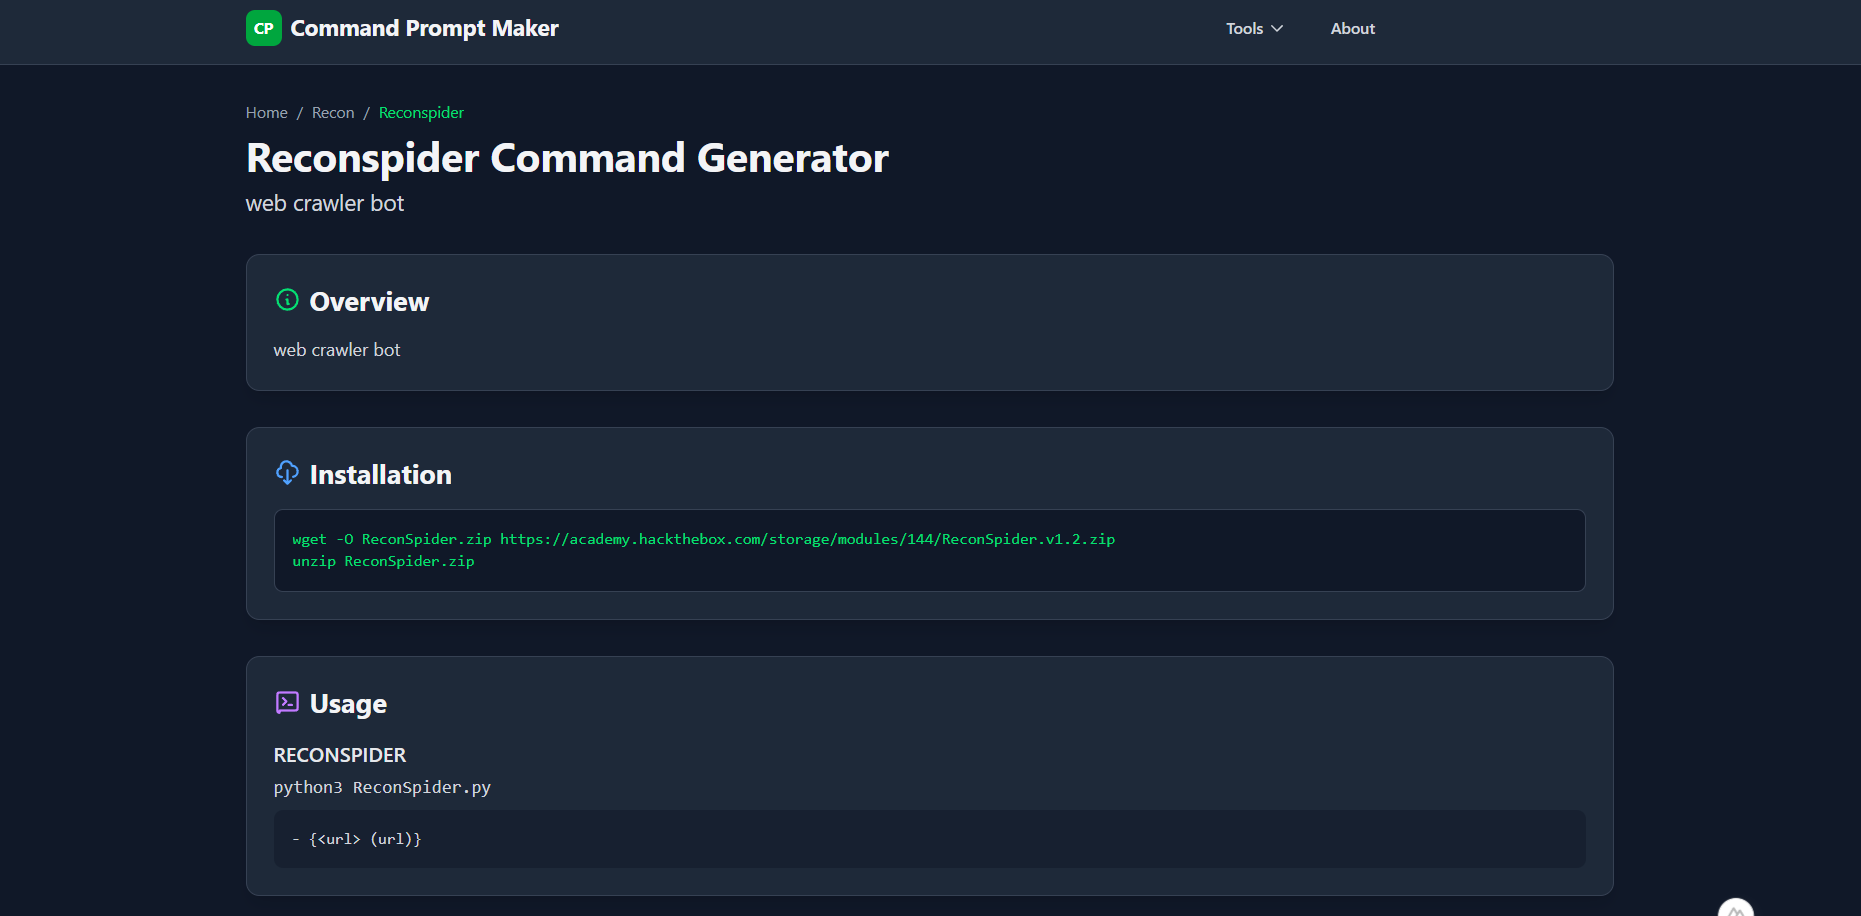 CP Command Prompt Maker
Tools
About
Home / Recon / Reconspider
Reconspider Command Generator
web crawler bot
Overview
web crawler bot
Installation
wget -O ReconSpider.zip https://academy.hackthebox.com/storage/modules/144/ReconSpider.v1.2.zip
unzip ReconSpider.zip
Usage
RECONSPIDER
python3 ReconSpider.py
- {<url> (url)}